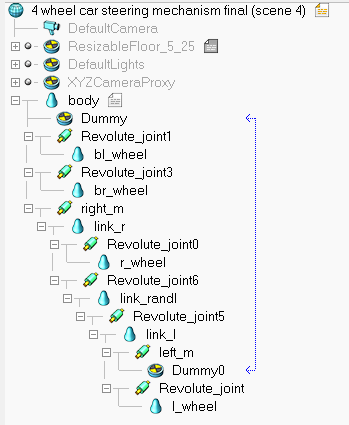 4 wheel car steering mechanism final (scene 4)
DefaultCamera
ResizableFloor_5_25
DefaultLights
XYZCameraProxy
body
Dummy
Revolute_joint1
bl_wheel
Revolute_joint3
br_wheel
right_m
link_r
Revolute_joint0
r_wheel
Revolute_joint6
link_randl
Revolute_joint5
link_l
left_m
Dummy0
Revolute_joint
l_wheel